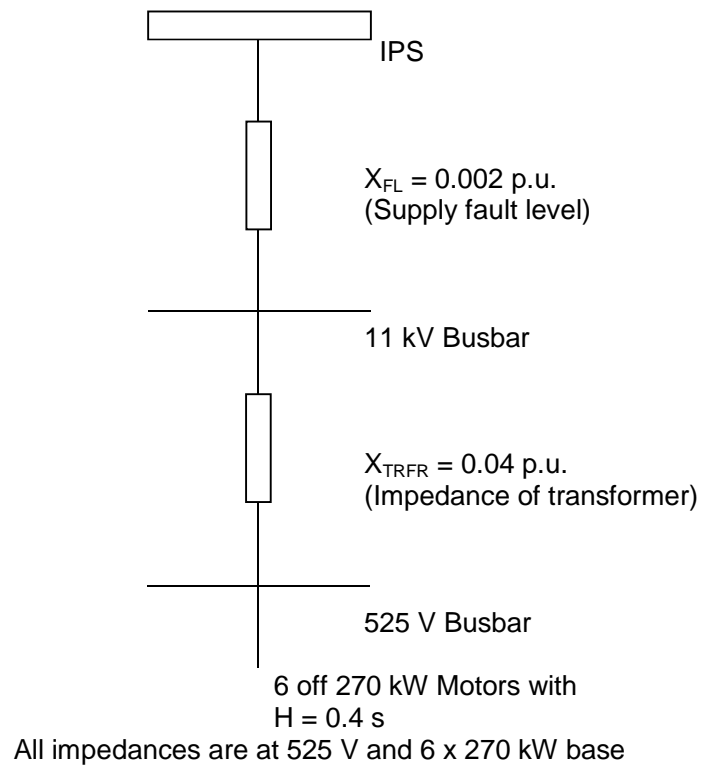 IPS
X_FL = 0.002 p.u.
(Supply fault level)
11 kV Busbar
X_TRFR = 0.04 p.u.
(Impedance of transformer)
525 V Busbar
6 off 270 kW Motors with
H = 0.4 s
All impedances are at 525 V and 6 x 270 kW base